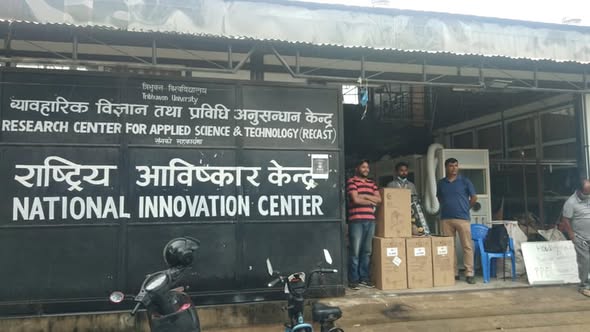 त्रिभुवन विश्वविद्यालय
Tribhuvan University
व्यावहारिक विज्ञान तथा प्रविधि अनुसन्धान केन्द्र
RESEARCH CENTER FOR APPLIED SCIENCE & TECHNOLOGY (RECAST)
राष्ट्रिय आविष्कार केन्द्र
NATIONAL INNOVATION CENTER